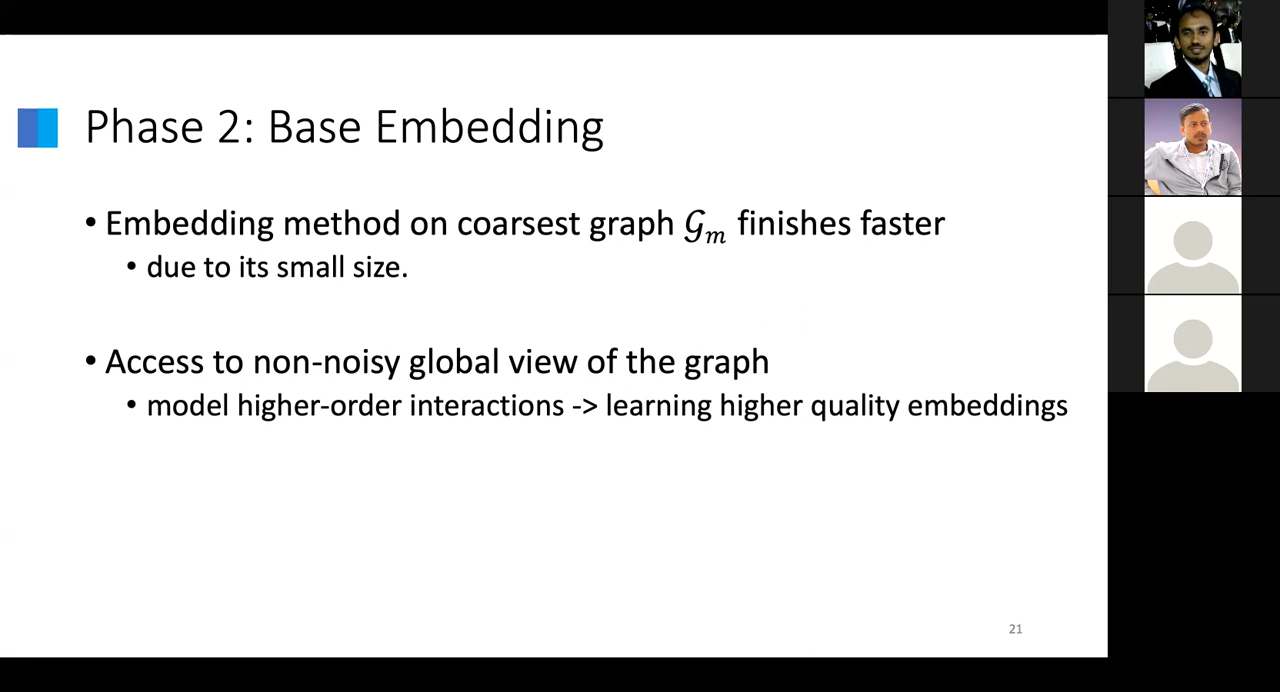 Phase 2: Base Embedding
• Embedding method on coarsest graph 𝒢ₘ finishes faster
• due to its small size.
• Access to non-noisy global view of the graph
• model higher-order interactions -> learning higher quality embeddings
21